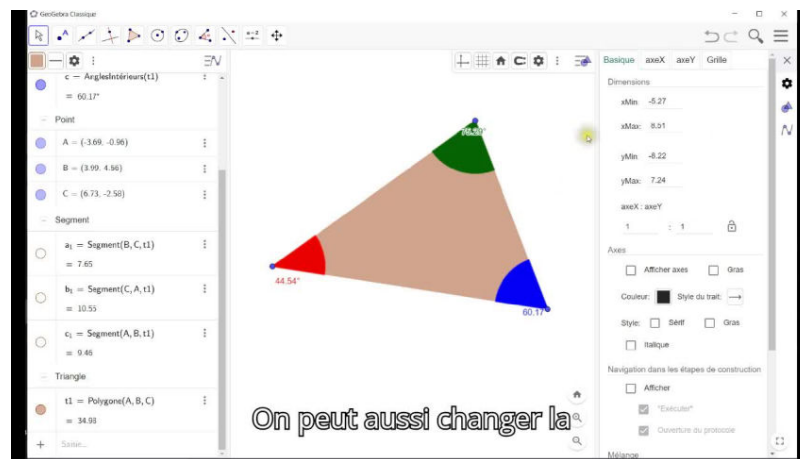 GeoGebra Classique
c = AnglesIntérieurs(t1)
= 60.17°
Point
A = (-3.69, -0.96)
B = (3.99, 4.56)
C = (6.73, -2.58)
Segment
a₁ = Segment(B, C, t1)
= 7.65
b₁ = Segment(C, A, t1)
= 10.55
c₁ = Segment(A, B, t1)
= 9.46
Triangle
t1 = Polygone(A, B, C)
= 34.98
Saisie...
44.54°
60.17°
On peut aussi changer la
Basique axeX axeY Grille
Dimensions
xMin: -5.27
xMax: 8.51
yMin: -8.22
yMax: 7.24
axeX : axeY
1 : 1
Axes
Afficher axes Gras
Couleur: Style du trait:
Style: Sérif Gras
Italique
Navigation dans les étapes de construction
Afficher
"Exécuter"
Ouverture du protocole
Mélange